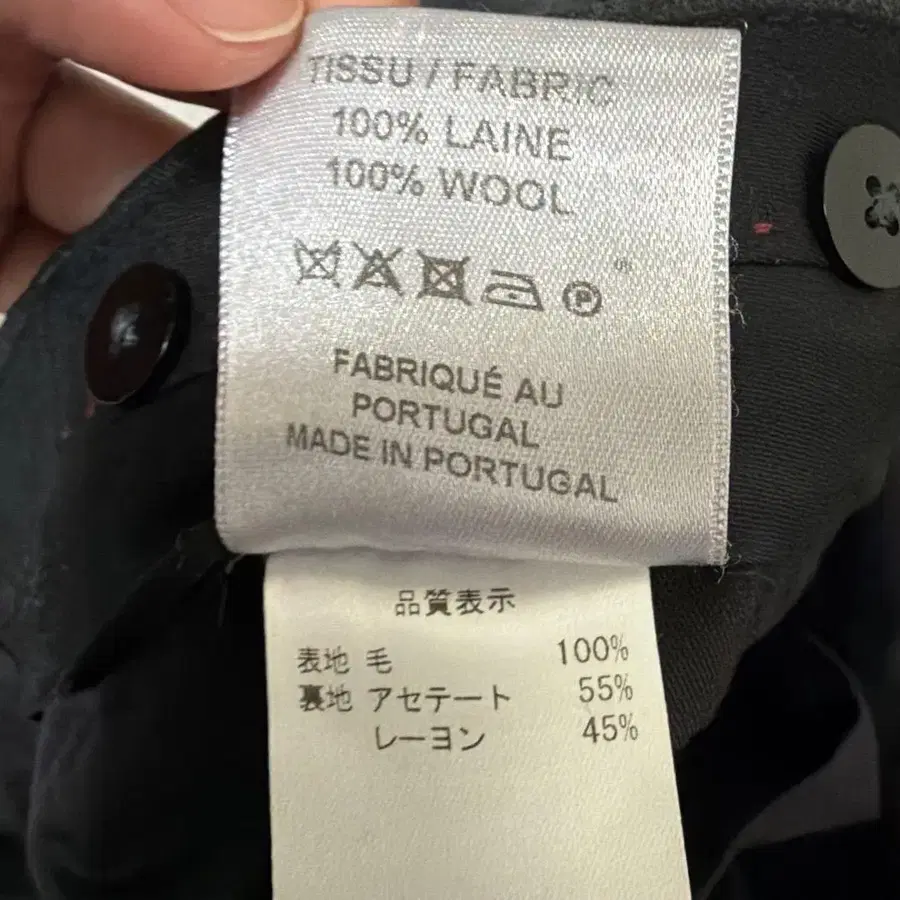 TISSU / FABRIC
100% LAINE
100% WOOL
P
FABRIQUÉ AU
PORTUGAL
MADE IN PORTUGAL
品質表示
表地 毛 100%
裏地 アセテート 55%
レーヨン 45%